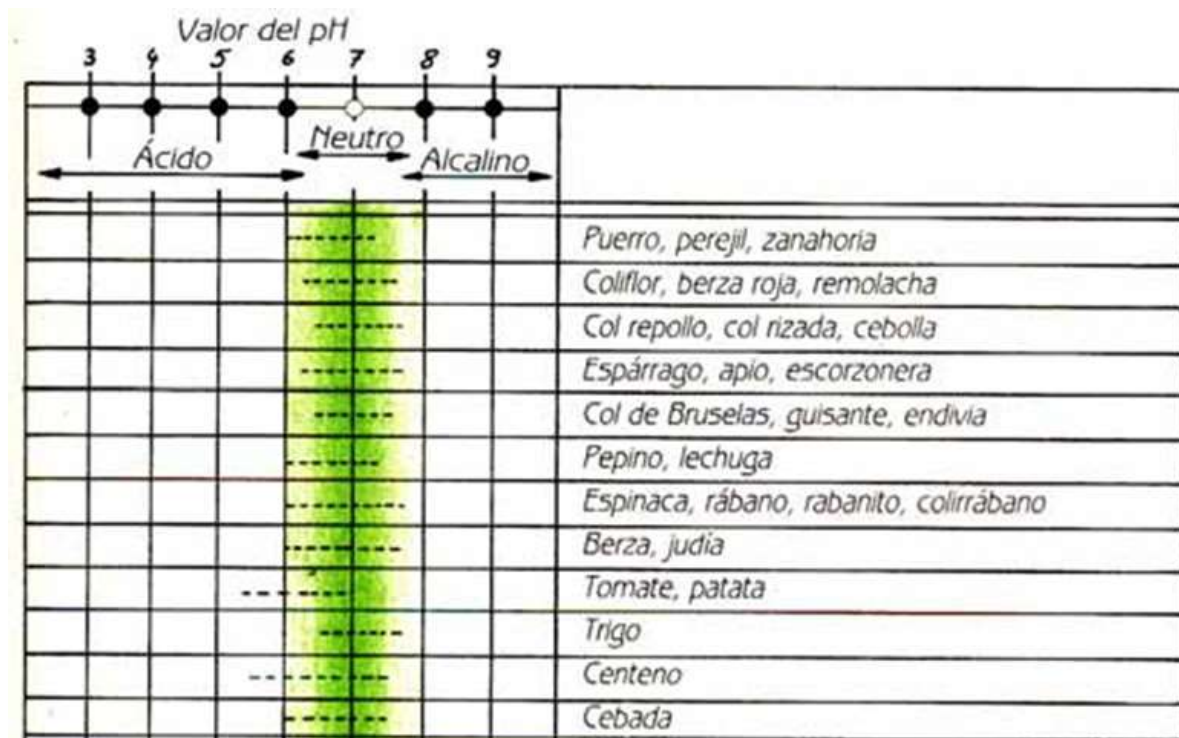 Valor del pH
3 4 5 6 7 8 9
Neutro
Ácido
Alcalino
Puerro, perejil, zanahoria
Coliflor, berza roja, remolacha
Col repollo, col rizada, cebolla
Espárrago, apio, escorzonera
Col de Bruselas, guisante, endivia
Pepino, lechuga
Espinaca, rábano, rabanito, colirrábano
Berza, judía
Tomate, patata
Trigo
Centeno
Cebada